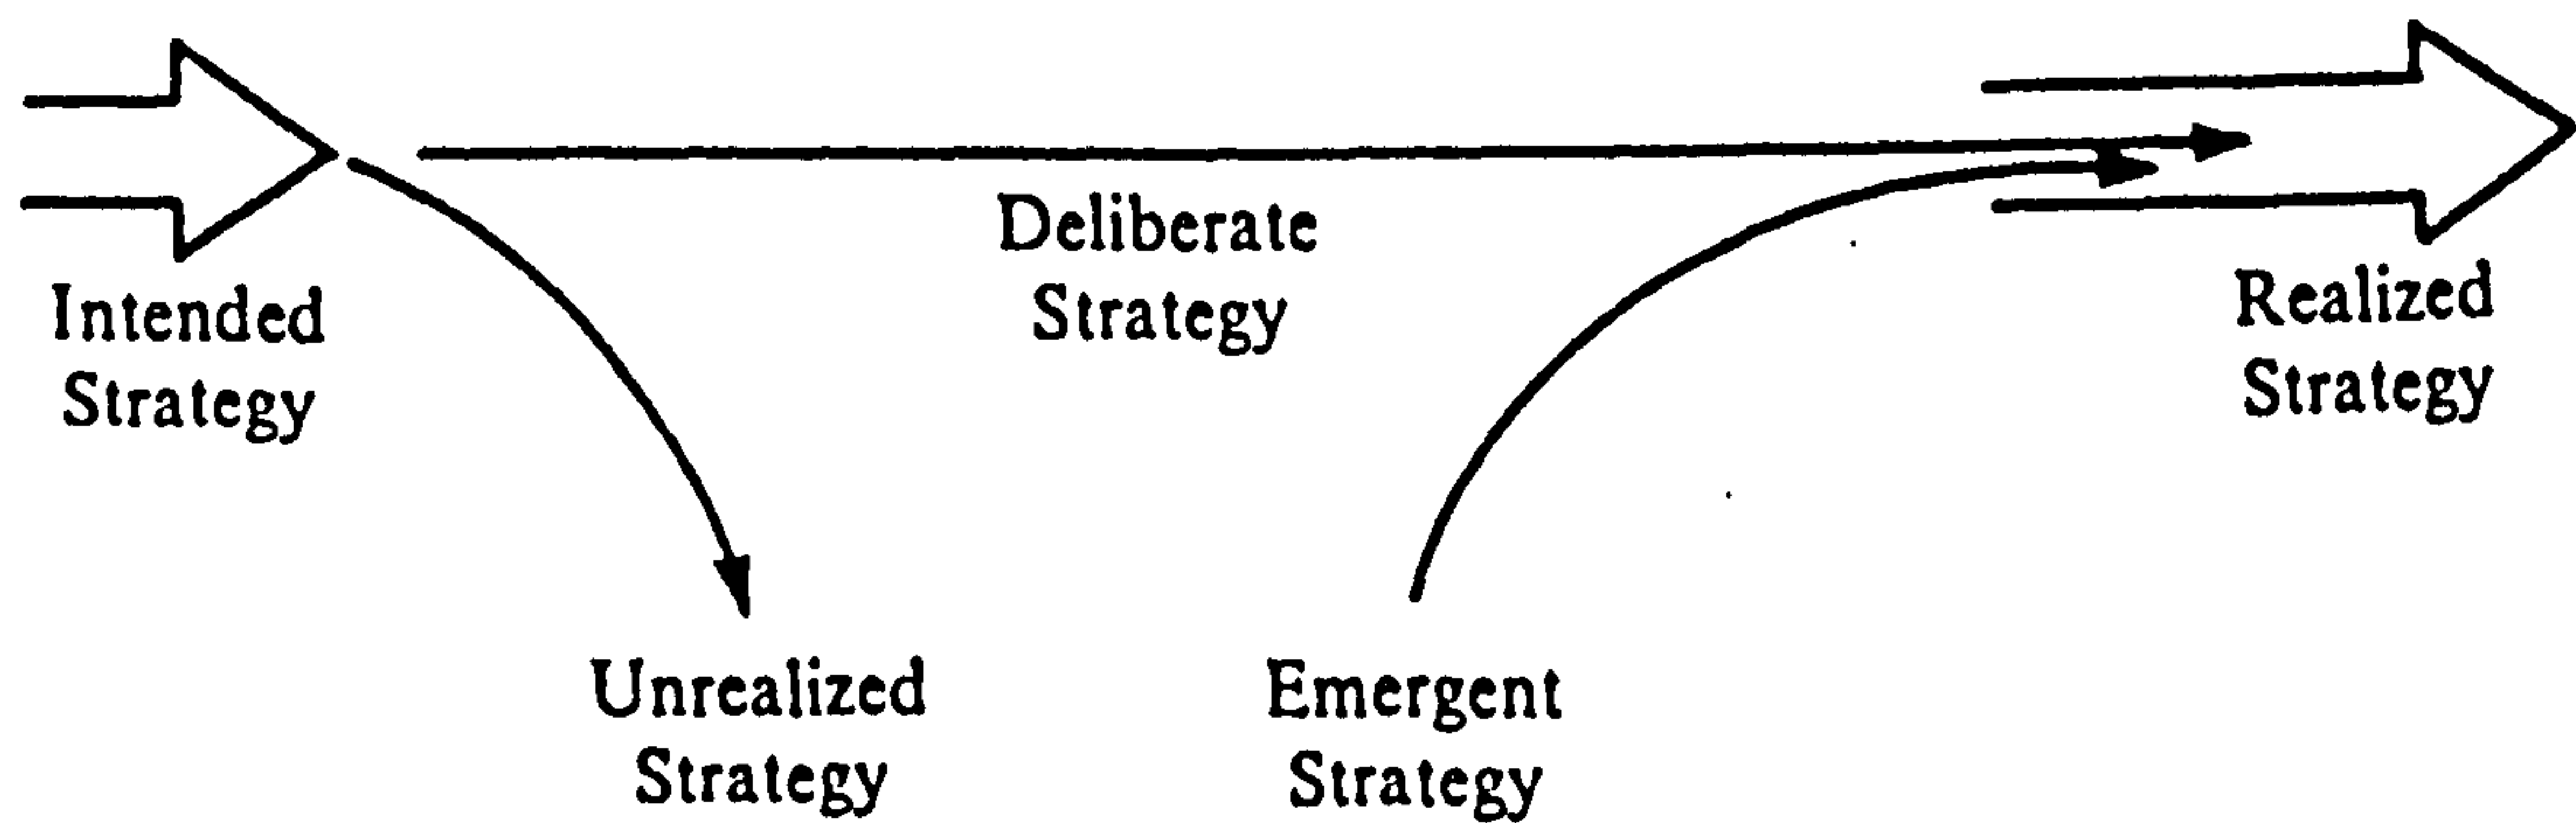 Intended
Strategy
Deliberate
Strategy
Realized
Strategy
Unrealized
Strategy
Emergent
Strategy